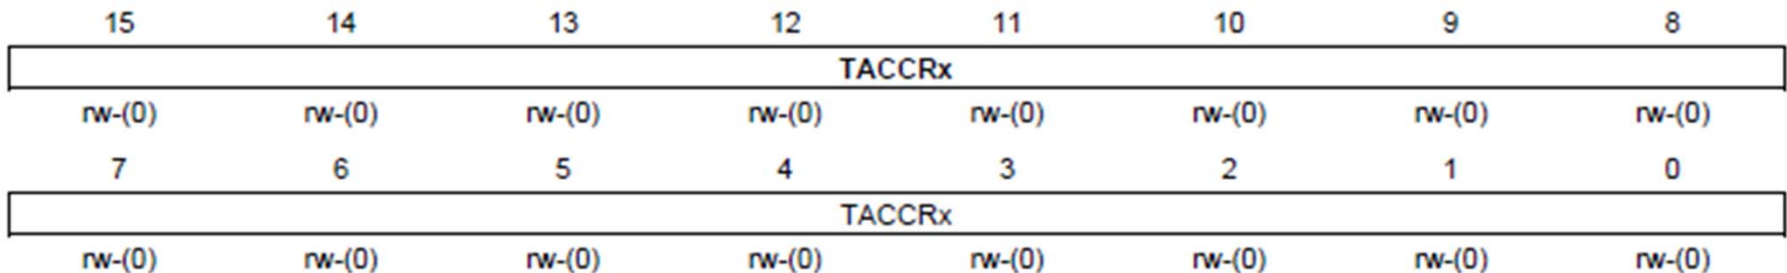 15 14 13 12 11 10 9 8
TACCRx
rw-(0) rw-(0) rw-(0) rw-(0) rw-(0) rw-(0) rw-(0) rw-(0)
7 6 5 4 3 2 1 0
TACCRx
rw-(0) rw-(0) rw-(0) rw-(0) rw-(0) rw-(0) rw-(0) rw-(0)